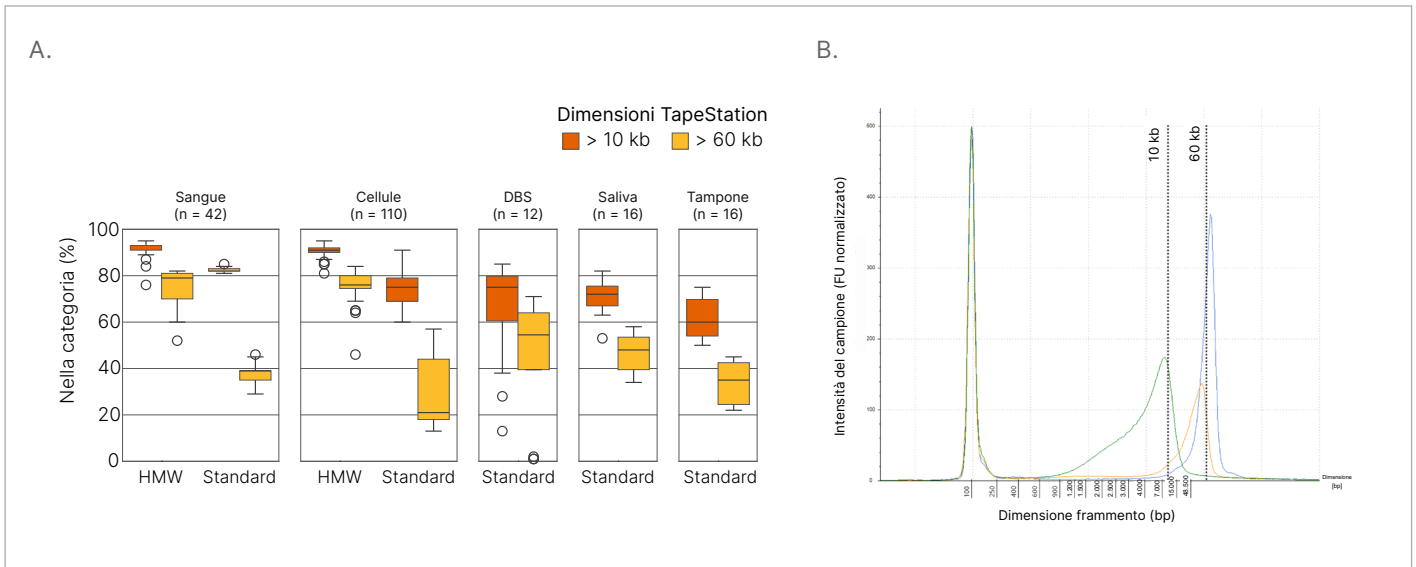 A.
Dimensioni TapeStation
> 10 kb > 60 kb
Sangue
(n = 42)
Cellule
(n = 110)
DBS
(n = 12)
Saliva
(n = 16)
Tampone
(n = 16)
Nella categoria (%)
100
80
60
40
20
0
HMW Standard
HMW Standard
Standard
Standard
Standard
B.
Intensità del campione (FU normalizzato)
500
400
300
200
100
0
10 kb
60 kb
100
250
400
600
900
1.200
1.500
2.000
2.500
3.000
4.000
7.000
15.000
48.500
Dimensione
[bp]
Dimensione frammento (bp)